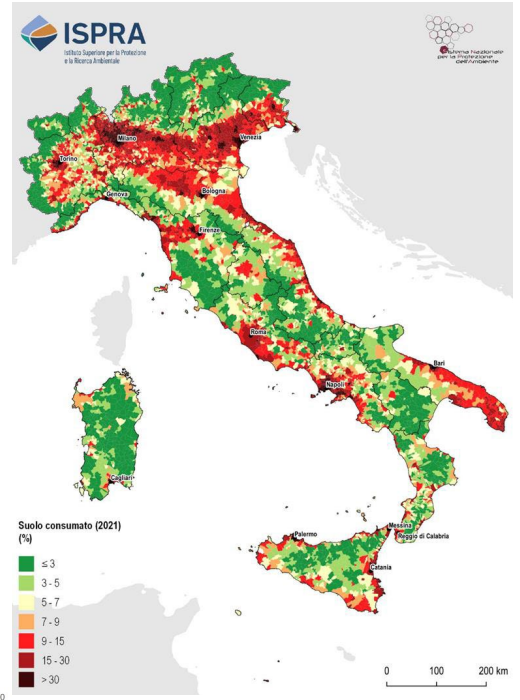 ISPRA
Istituto Superiore per la Protezione
e la Ricerca Ambientale
Sistema Nazionale
per la Protezione
dell'Ambiente
Milano
Venezia
Torino
Genova
Bologna
Firenze
Roma
Napoli
Bari
Cagliari
Palermo
Messina
Reggio di Calabria
Catania
Suolo consumato (2021)
(%)
≤ 3
3 - 5
5 - 7
7 - 9
9 - 15
15 - 30
> 30
0 100 200 km
0